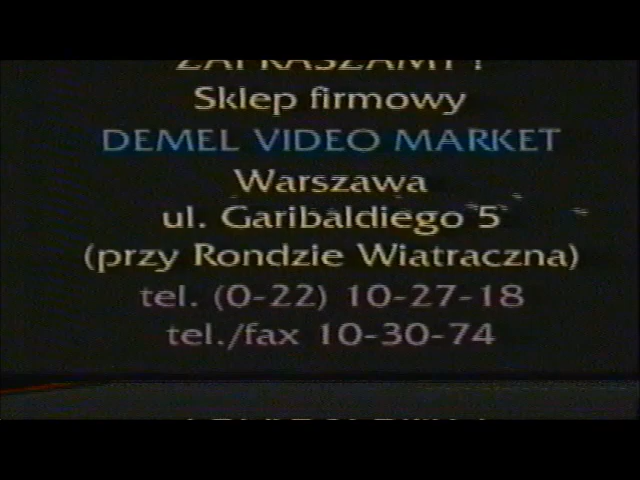 ZAPRASZAMY !
Sklep firmowy
DEMEL VIDEO MARKET
Warszawa
ul. Garibaldiego 5
(przy Rondzie Wiatraczna)
tel. (0-22) 10-27-18
tel./fax 10-30-74